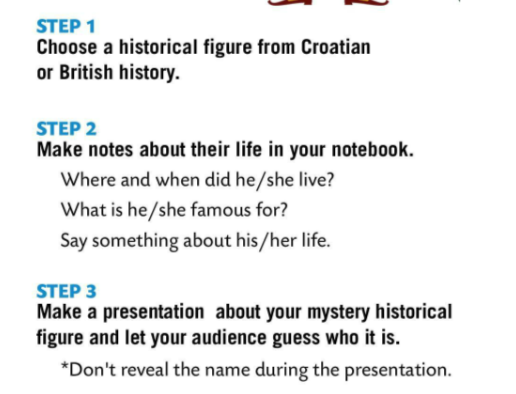 STEP 1
Choose a historical figure from Croatian
or British history.
STEP 2
Make notes about their life in your notebook.
Where and when did he/she live?
What is he/she famous for?
Say something about his/her life.
STEP 3
Make a presentation about your mystery historical
figure and let your audience guess who it is.
*Don't reveal the name during the presentation.